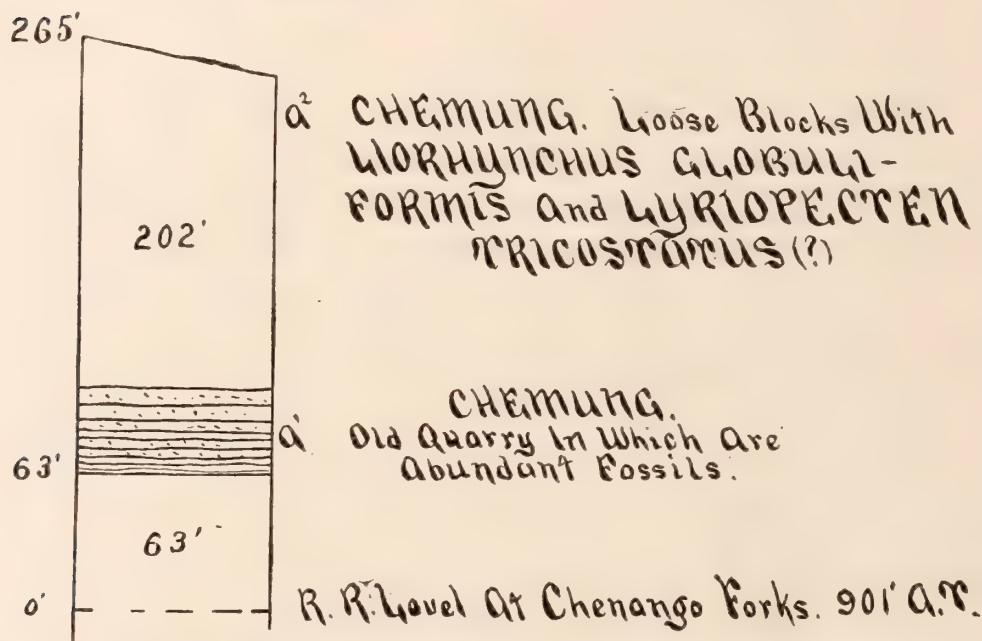 265'
a² CHEMUNG. Loose Blocks With
LIORHYNCHUS GLOBULI-
FORMIS and LYRIOPECTEN
TRICOSTATUS (?)
202'
CHEMUNG.
a' Old Quarry In Which Are
Abundant Fossils.
63'
63'
0'
R. R. Level At Chenango Forks. 901' A.T.